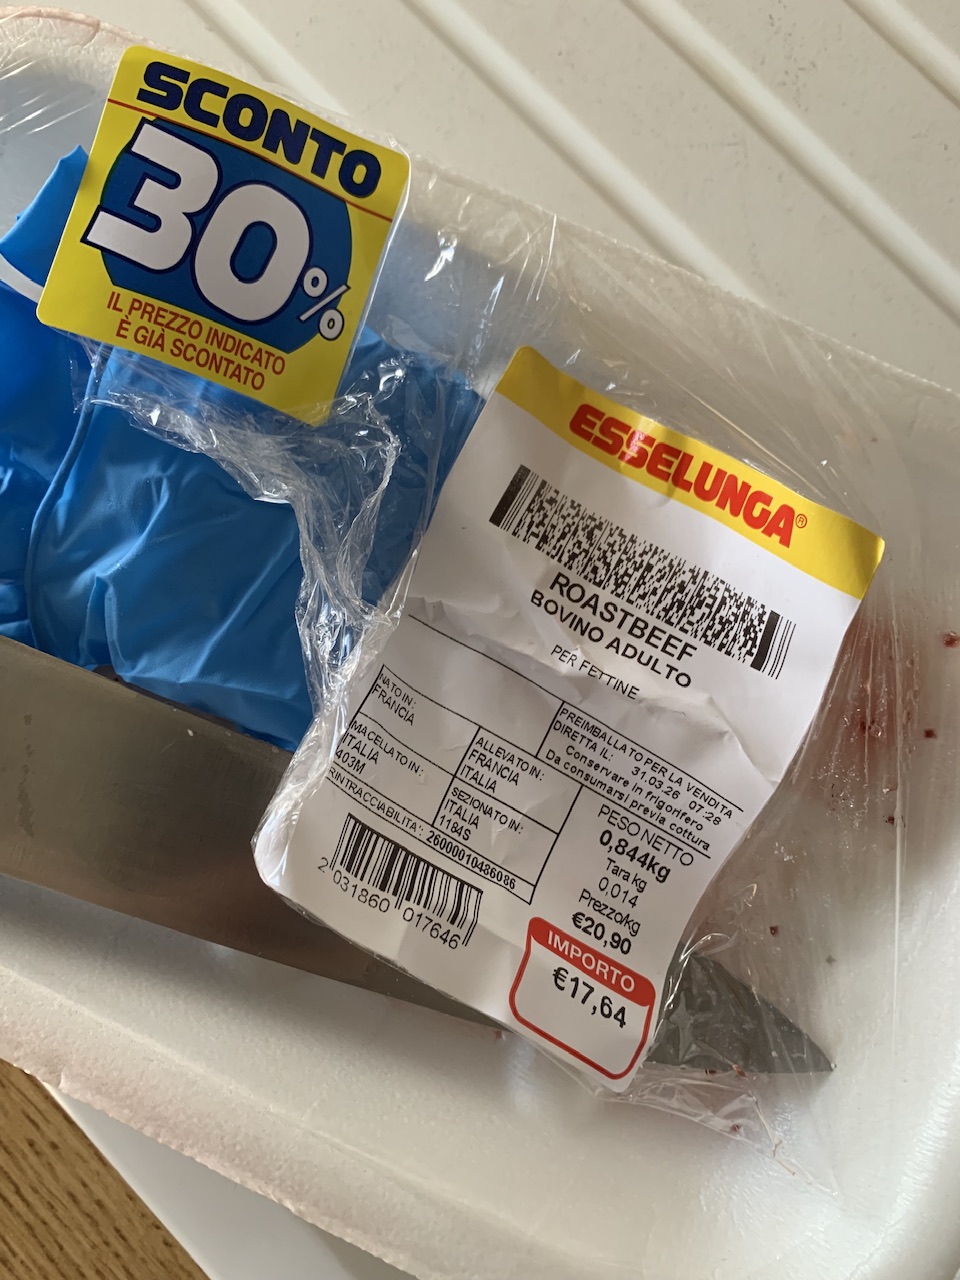 SCONTO
30%
IL PREZZO INDICATO
È GIÀ SCONTATO
ESSELUNGA®
ROASTBEEF
BOVINO ADULTO
PER FETTINE
NATO IN:
FRANCIA
ALLEVATO IN:
FRANCIA
ITALIA
MACELLATO IN:
ITALIA
403M
SEZIONATO IN:
ITALIA
1184S
RINTRACCIABILITA': 26000010486086
2 031860 017646
PREIMBALLATO PER LA VENDITA
DIRETTA IL: 31.03.26 07:28
Conservare in frigorifero
Da consumarsi previa cottura
PESO NETTO
0,844kg
Tara kg
0,014
Prezzo/kg
€20,90
IMPORTO
€17,64